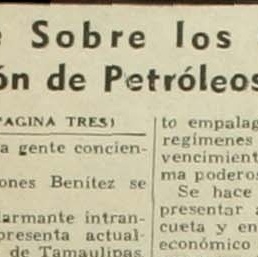 Sobre los
ón de Petróleos
PAGINA TRES)
a gente concien-
ones Benítez se
armante intran-
presenta actual-
de Tamaulipas
to empalag
regímenes
vencimient
ma poderos
Se hace
presentar a
cueta y en
económico